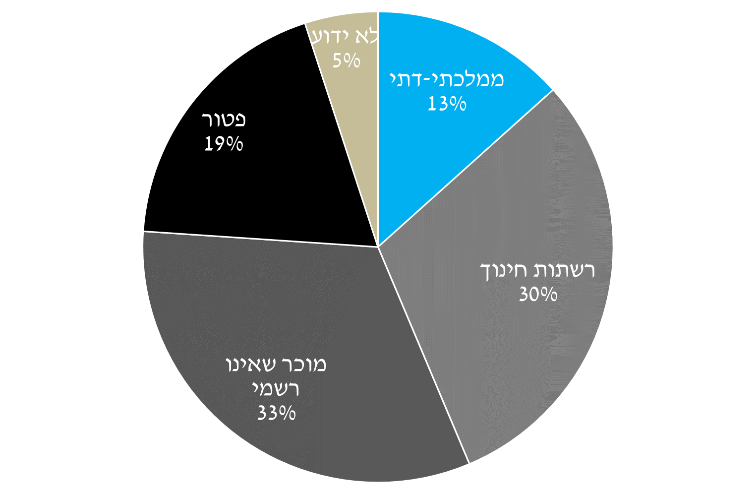 לא ידוע
5%
ממלכתי-דתי
13%
פטור
19%
רשתות חינוך
30%
מוכר שאינו
רשמי
33%